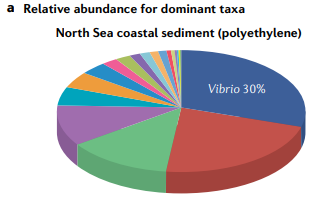 a Relative abundance for dominant taxa
North Sea coastal sediment (polyethylene)
Vibrio 30%